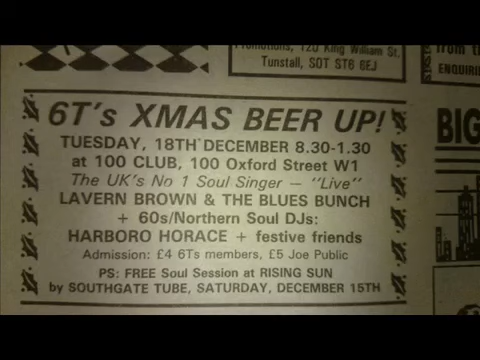 Promotions, 120 King William St.
Tunstall, SOT ST6 6EJ
from th
ENQUIRI
BIG
6T's XMAS BEER UP!
TUESDAY, 18TH DECEMBER 8.30-1.30
at 100 CLUB, 100 Oxford Street W1
The UK's No 1 Soul Singer – "Live"
LAVERN BROWN & THE BLUES BUNCH
+ 60s/Northern Soul DJs:
HARBORO HORACE + festive friends
Admission: £4 6Ts members, £5 Joe Public
PS: FREE Soul Session at RISING SUN
by SOUTHGATE TUBE, SATURDAY, DECEMBER 15TH